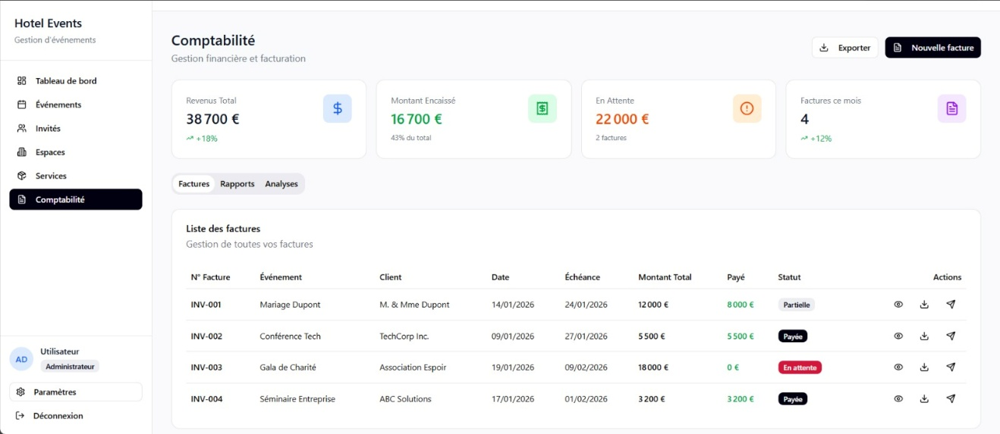 Hotel Events
Gestion d'événements
Tableau de bord
Événements
Invités
Espaces
Services
Comptabilité
AD
Utilisateur
Administrateur
Paramètres
Déconnexion
Comptabilité
Gestion financière et facturation
Exporter
Nouvelle facture
Revenus Total
38 700 €
+18%
Montant Encaissé
16 700 €
43% du total
En Attente
22 000 €
2 factures
Factures ce mois
4
+12%
Factures Rapports Analyses
Liste des factures
Gestion de toutes vos factures
N° Facture Événement Client Date Échéance Montant Total Payé Statut Actions
INV-001 Mariage Dupont M. & Mme Dupont 14/01/2026 24/01/2026 12 000 € 8 000 € Partielle
INV-002 Conférence Tech TechCorp Inc. 09/01/2026 27/01/2026 5 500 € 5 500 € Payée
INV-003 Gala de Charité Association Espoir 19/01/2026 09/02/2026 18 000 € 0 € En attente
INV-004 Séminaire Entreprise ABC Solutions 17/01/2026 01/02/2026 3 200 € 3 200 € Payée